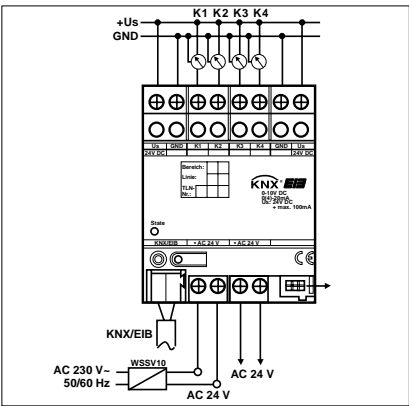 K1 K2 K3 K4
+Us
GND
Us GND K1 K2 K3 K4 GND Us
24V DC 24V DC
Bereich:
Linie:
TLN-
Nr.:
KNX® EIB
0-10V DC
0(4)-20mA
Us: 24V DC
+ max. 100mA
State
KNX/EIB • AC 24 V • AC 24 V
KNX/EIB
AC 230 V~
50/60 Hz
WSSV10
AC 24 V
AC 24 V